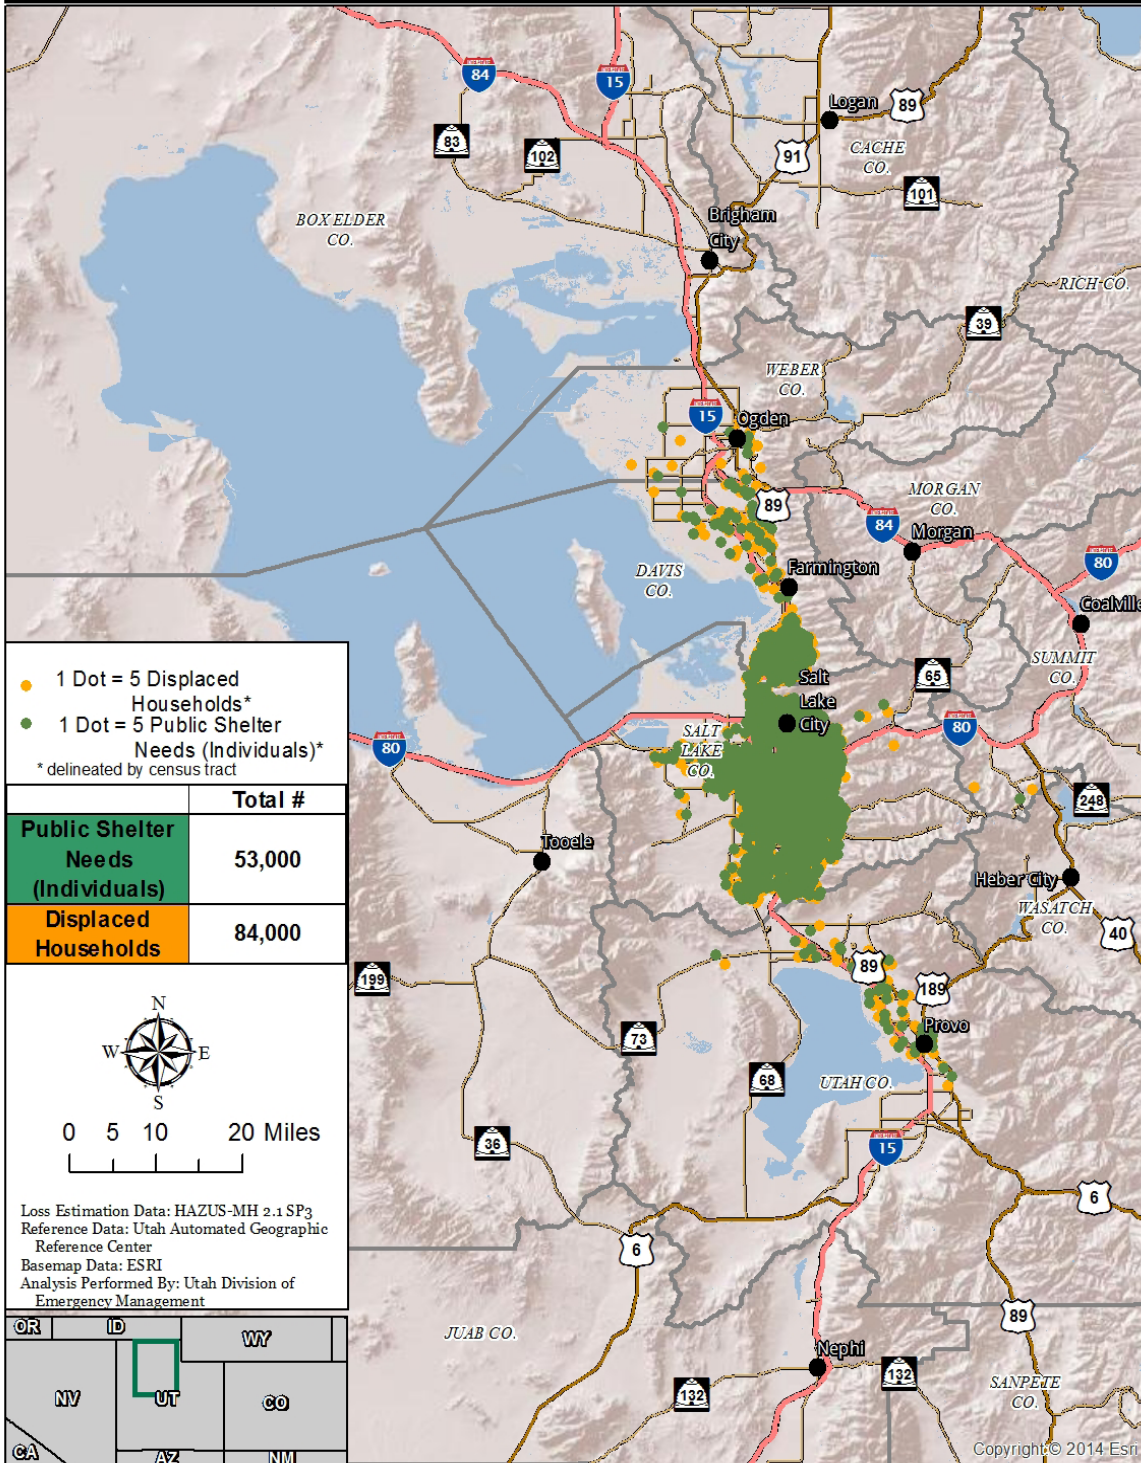 84
15
Logan
89
83
102
91
CACHE
CO.
101
BOX ELDER
CO.
Brigham
City
RICH CO.
39
WEBER
CO.
15
Ogden
89
MORGAN
CO.
84
Morgan
80
DAVIS
CO.
Farmington
Coalville
SUMMIT
CO.
65
Salt
Lake
City
80
SALT
LAKE
CO.
80
248
Tooele
Heber City
WASATCH
CO.
40
199
89
189
73
Provo
68
UTAH CO.
36
15
6
6
89
JUAB CO.
Nephi
132
132
SANPETE
CO.
1 Dot = 5 Displaced
Households*
1 Dot = 5 Public Shelter
Needs (Individuals)*
* delineated by census tract
Total #
Public Shelter
Needs
(Individuals)
53,000
Displaced
Households
84,000
N
W E
S
0 5 10 20 Miles
Loss Estimation Data: HAZUS-MH 2.1 SP3
Reference Data: Utah Automated Geographic
Reference Center
Basemap Data: ESRI
Analysis Performed By: Utah Division of
Emergency Management
OR ID WY
NV UT CO
CA AZ NM
Copyright © 2014 Esri